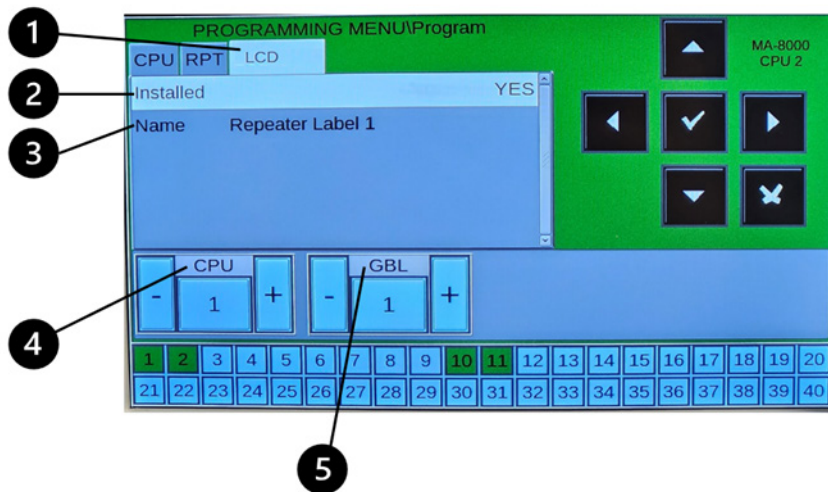 1
PROGRAMMING MENU\Program
CPU RPT LCD
MA-8000
CPU 2
2
Installed YES
3
Name Repeater Label 1
CPU GBL
- 1 + - 1 +
4
1 2 3 4 5 6 7 8 9 10 11 12 13 14 15 16 17 18 19 20
21 22 23 24 25 26 27 28 29 30 31 32 33 34 35 36 37 38 39 40
5